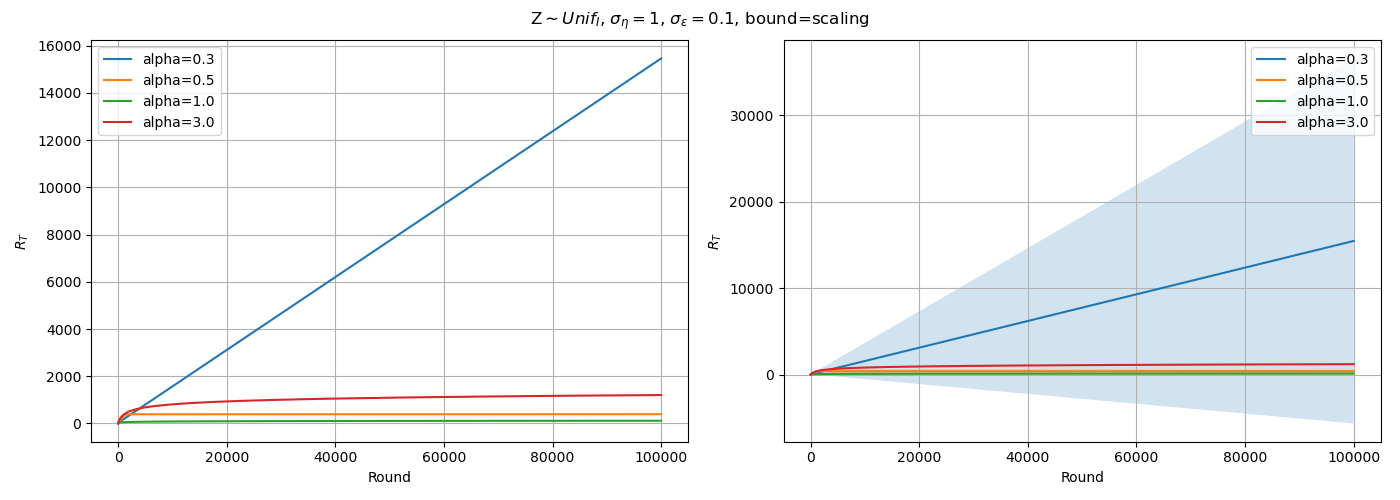 Z ∼ Unif_I, σ_η = 1, σ_ε = 0.1, bound=scaling
16000
14000
12000
10000
8000
6000
4000
2000
0
R_T
alpha=0.3
alpha=0.5
alpha=1.0
alpha=3.0
0 20000 40000 60000 80000 100000
Round
30000
20000
10000
0
R_T
alpha=0.3
alpha=0.5
alpha=1.0
alpha=3.0
0 20000 40000 60000 80000 100000
Round